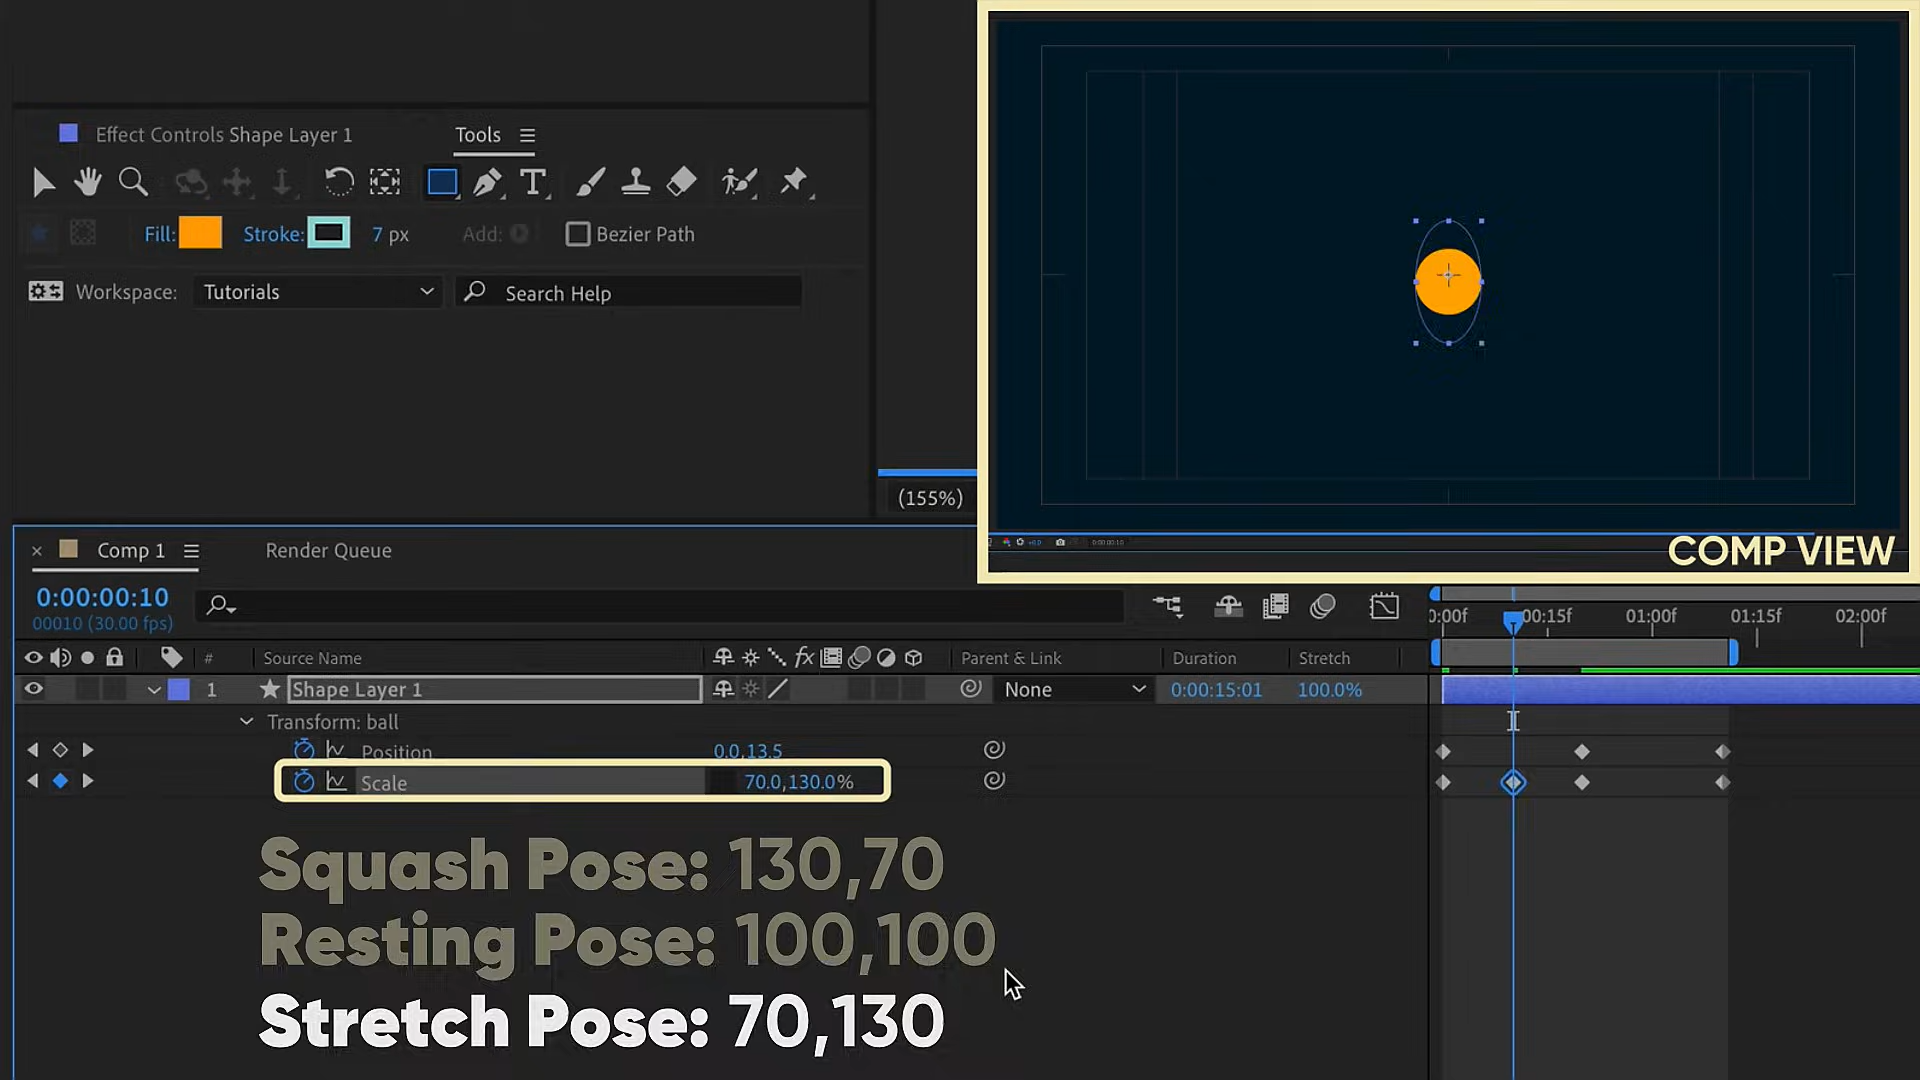 Effect Controls Shape Layer 1
Tools
Fill:
Stroke:
7 px
Add:
Bezier Path
Workspace:
Tutorials
Search Help
(155%)
0:00:00:10
COMP VIEW
Comp 1
Render Queue
0:00:00:10
00010 (30.00 fps)
:00f
00:15f
01:00f
01:15f
02:00f
#
Source Name
fx
Parent & Link
Duration
Stretch
1
Shape Layer 1
None
0:00:15:01
100.0%
Transform: ball
Position
0.0,13.5
Scale
70.0,130.0%
Squash Pose: 130,70
Resting Pose: 100,100
Stretch Pose: 70,130